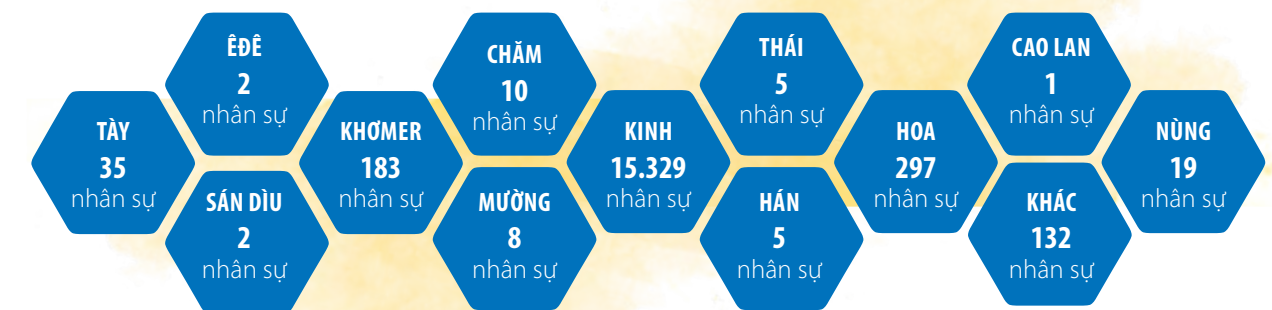 TÀY
35
nhân sự
ÊĐÊ
2
nhân sự
SÁN DÌU
2
nhân sự
KHƠMER
183
nhân sự
CHĂM
10
nhân sự
MƯỜNG
8
nhân sự
KINH
15.329
nhân sự
THÁI
5
nhân sự
HÁN
5
nhân sự
HOA
297
nhân sự
CAO LAN
1
nhân sự
KHÁC
132
nhân sự
NÙNG
19
nhân sự